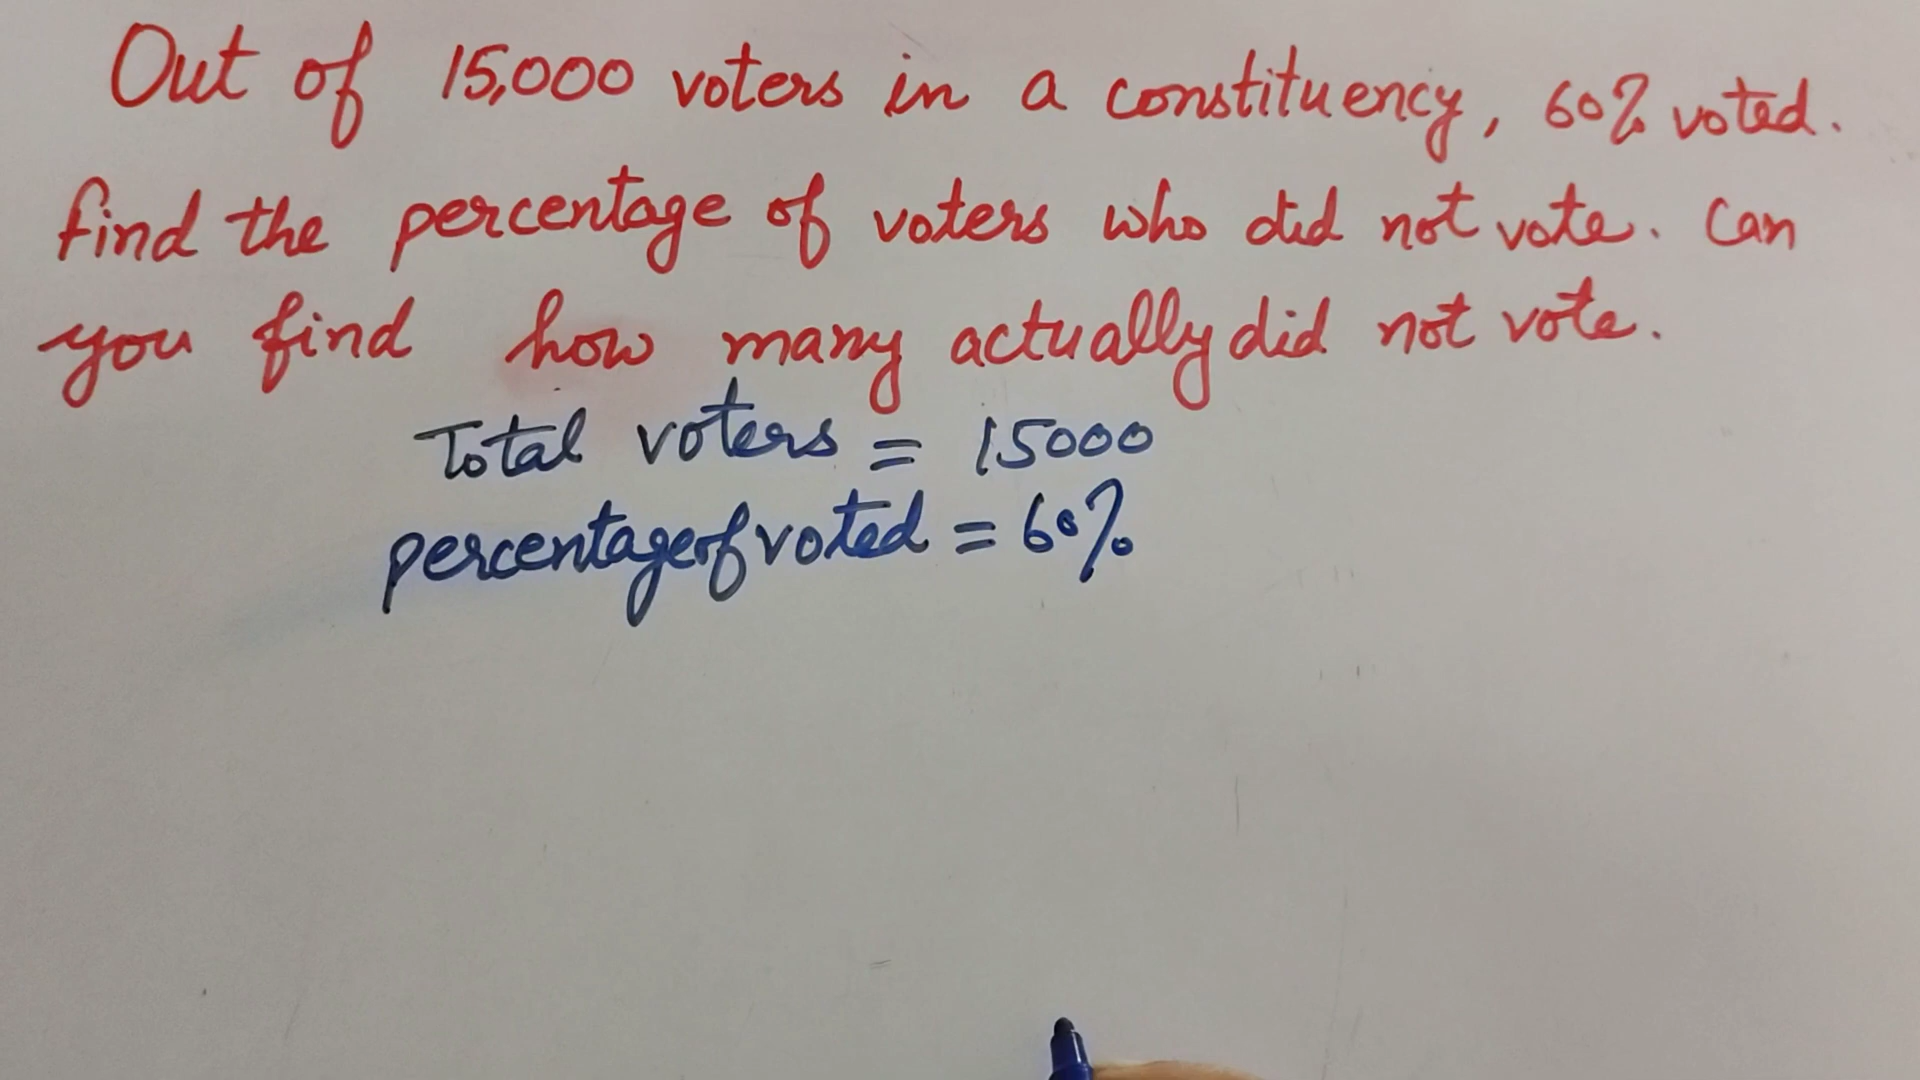 Out of 15,000 voters in a constituency, 60% voted.
find the percentage of voters who did not vote. Can
you find how many actually did not vote.
Total voters = 15000
percentage of voted = 60%